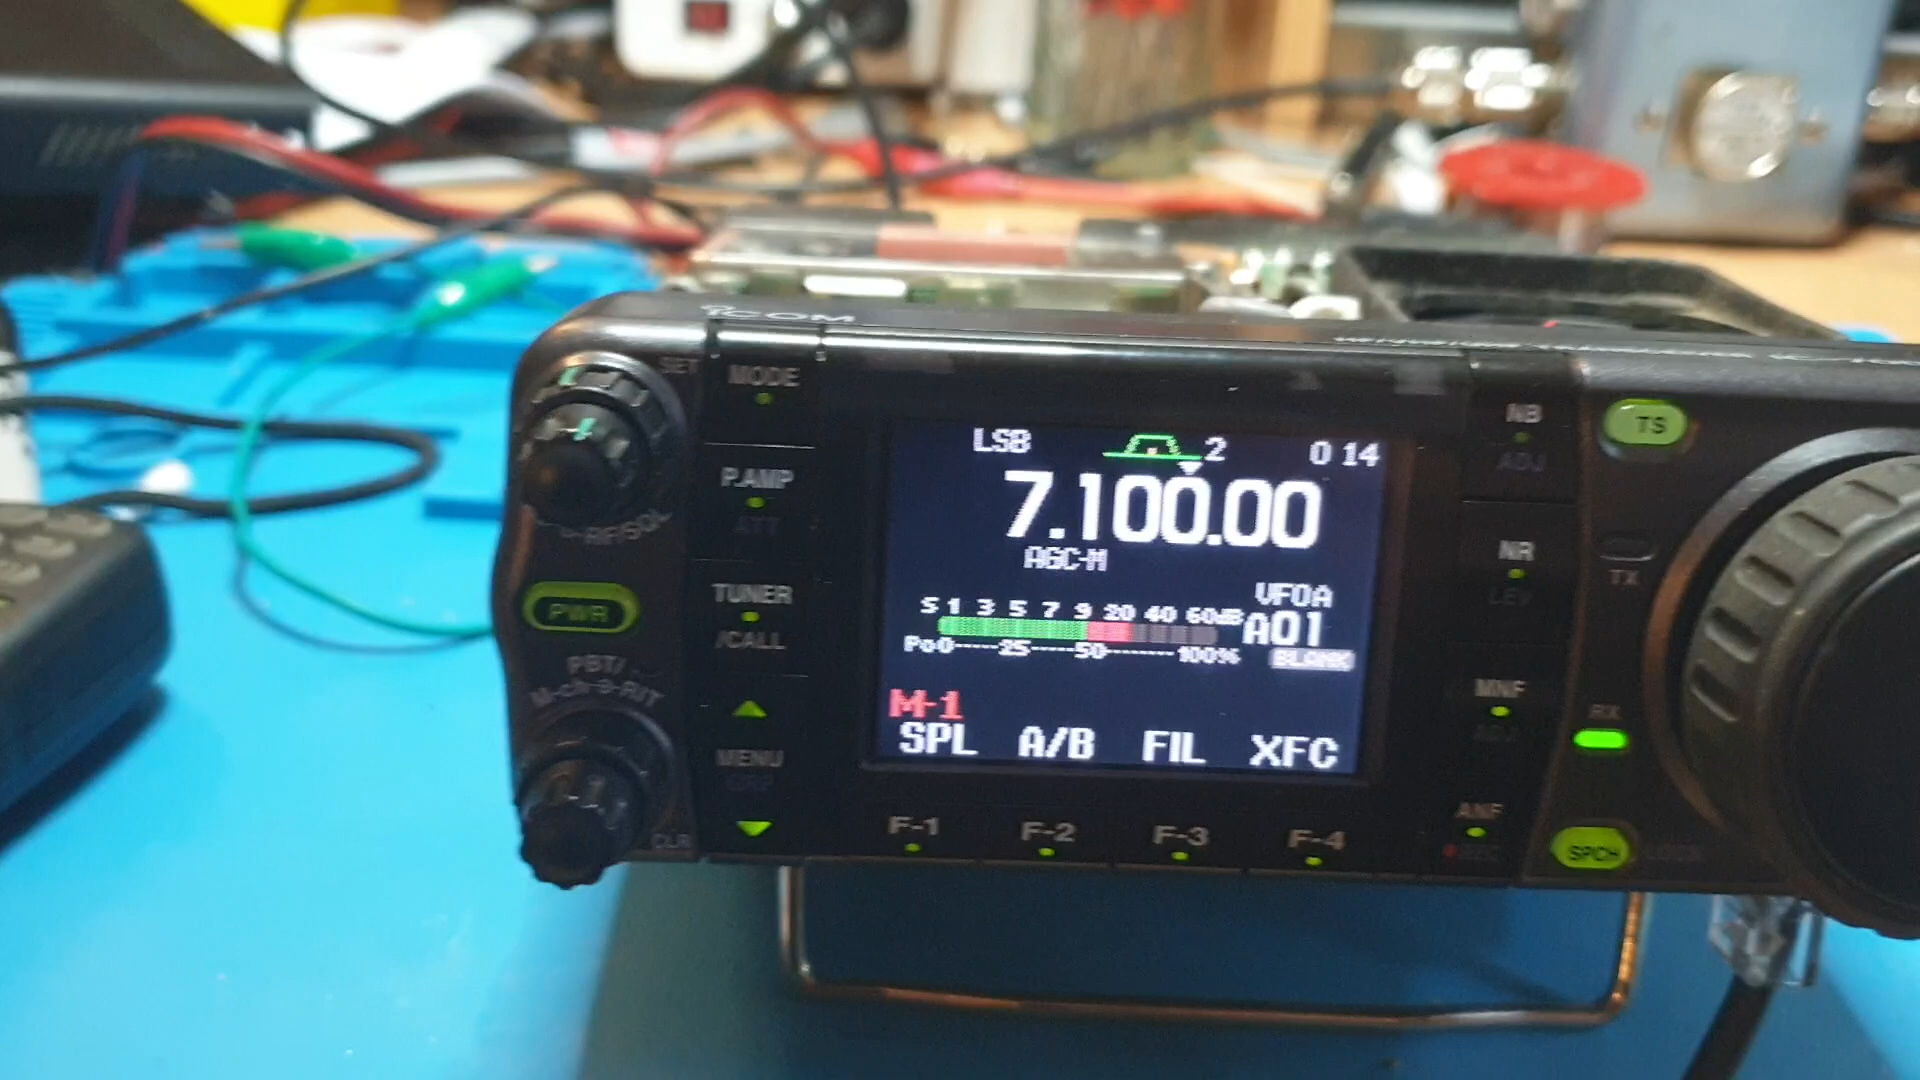 ICOM
SET
MODE
P.AMP
ATT
TUNER
/CALL
MENU
PWR
PBT/
M-ch-RIT
CLR
LSB 2 0 14
7.100.00
AGC-M
VFOA
S 1 3 5 7 9 20 40 60dB
A01
Po0-----25-----50-------100%
BLANK
M-1
SPL A/B FIL XFC
F-1 F-2 F-3 F-4
NB
ADJ
NR
LEV
MNF
ADJ
ANF
TS
TX
RX
SPCH
LOCK